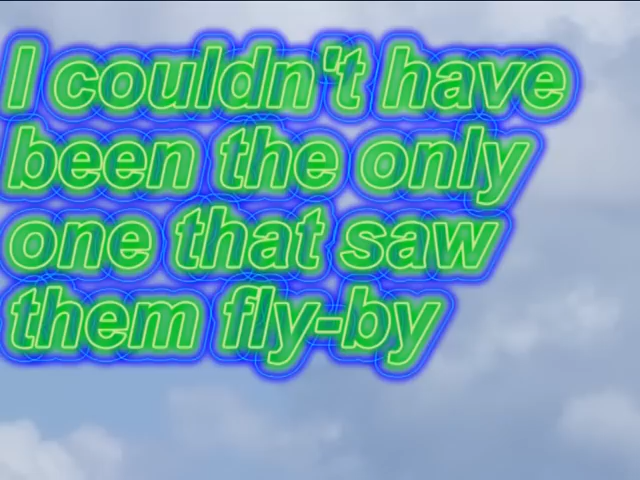 I couldn't have
been the only
one that saw
them fly-by